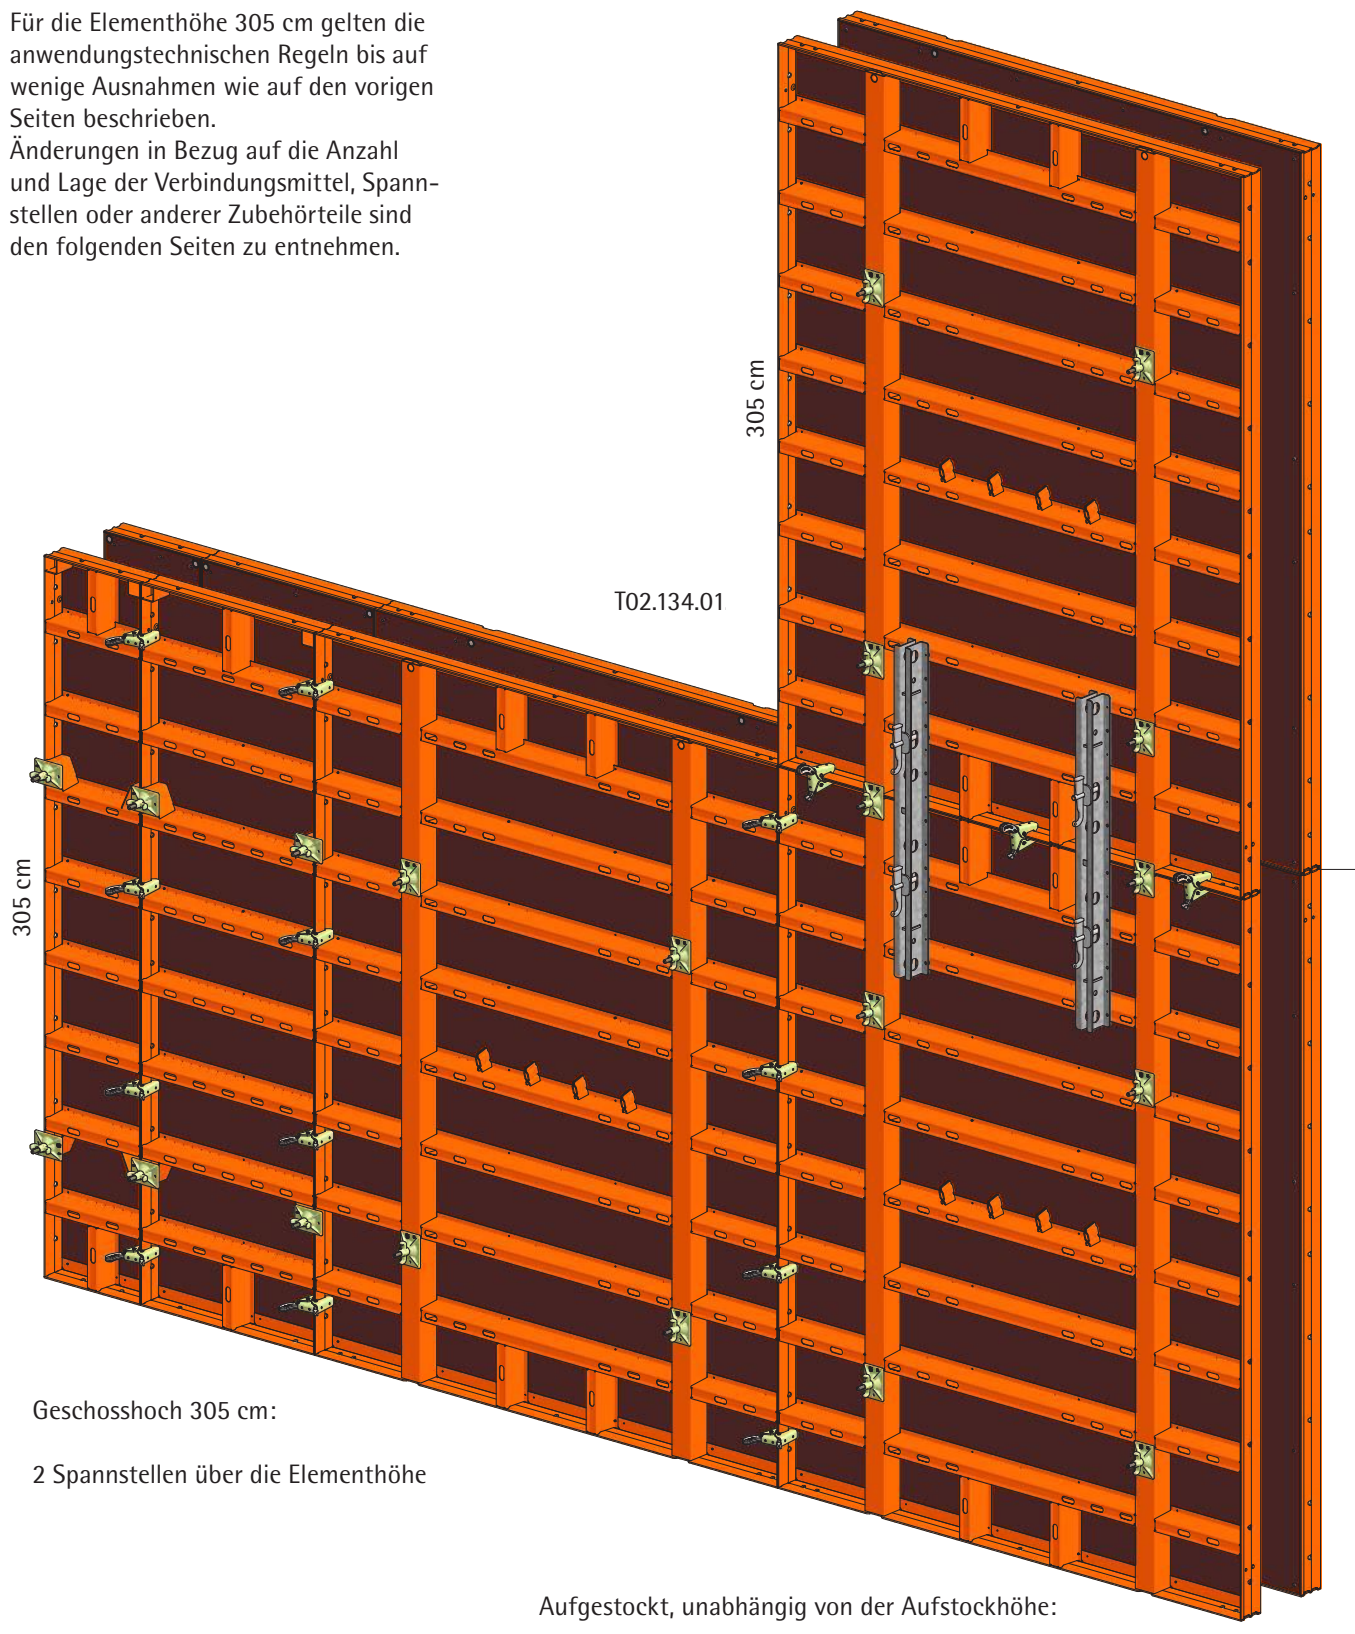 Für die Elementhöhe 305 cm gelten die
anwendungstechnischen Regeln bis auf
wenige Ausnahmen wie auf den vorigen
Seiten beschrieben.
Änderungen in Bezug auf die Anzahl
und Lage der Verbindungsmittel, Spann-
stellen oder anderer Zubehörteile sind
den folgenden Seiten zu entnehmen.
305 cm
T02.134.01
305 cm
Geschosshoch 305 cm:
2 Spannstellen über die Elementhöhe
Aufgestockt, unabhängig von der Aufstockhöhe: